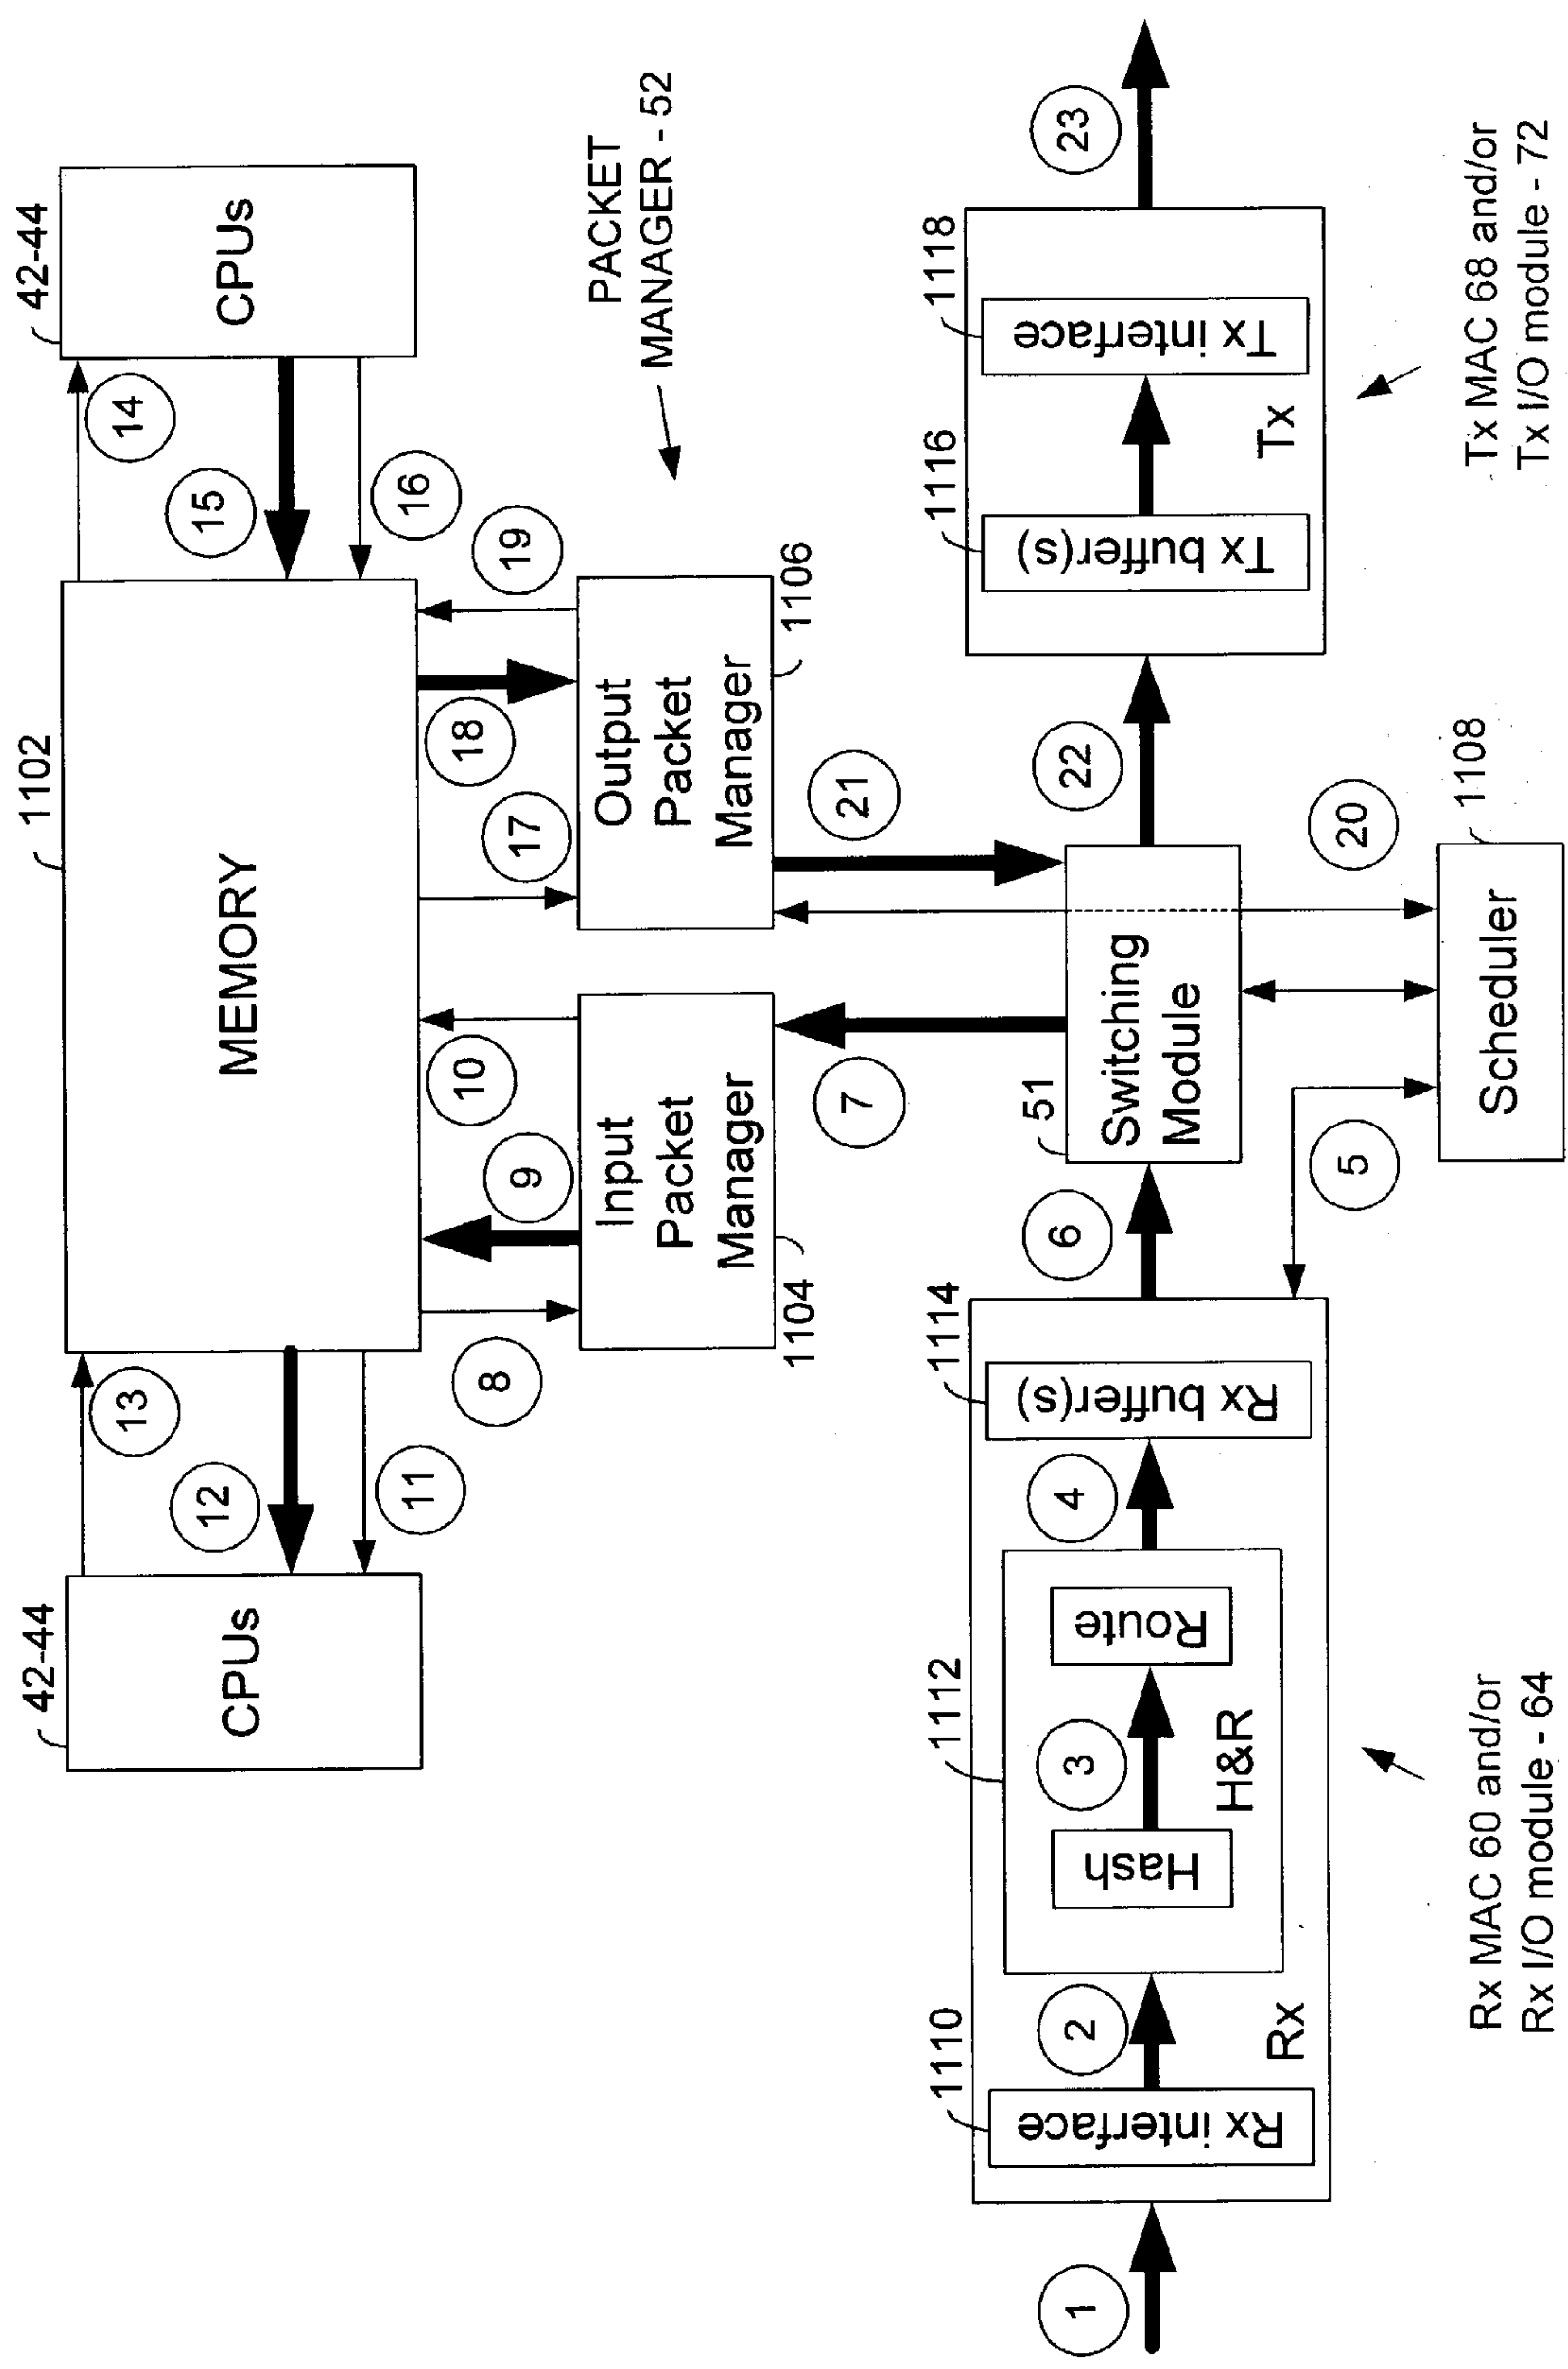 42-44
CPUs
13
12
11
1102
MEMORY
14
15
16
42-44
CPUs
8
9
10
17
18
19
Input
Packet
Manager
1104
Output
Packet
Manager
1106
PACKET
MANAGER - 52
7
21
1
1110
Rx interface
2
Rx
1112
Hash
3
Route
H&R
4
1114
Rx buffer(s)
6
51
Switching
Module
22
1116
Tx buffer(s)
Tx
1118
Tx interface
23
5
20
1108
Scheduler
Rx MAC 60 and/or
Rx I/O module - 64
Tx MAC 68 and/or
Tx I/O module - 72